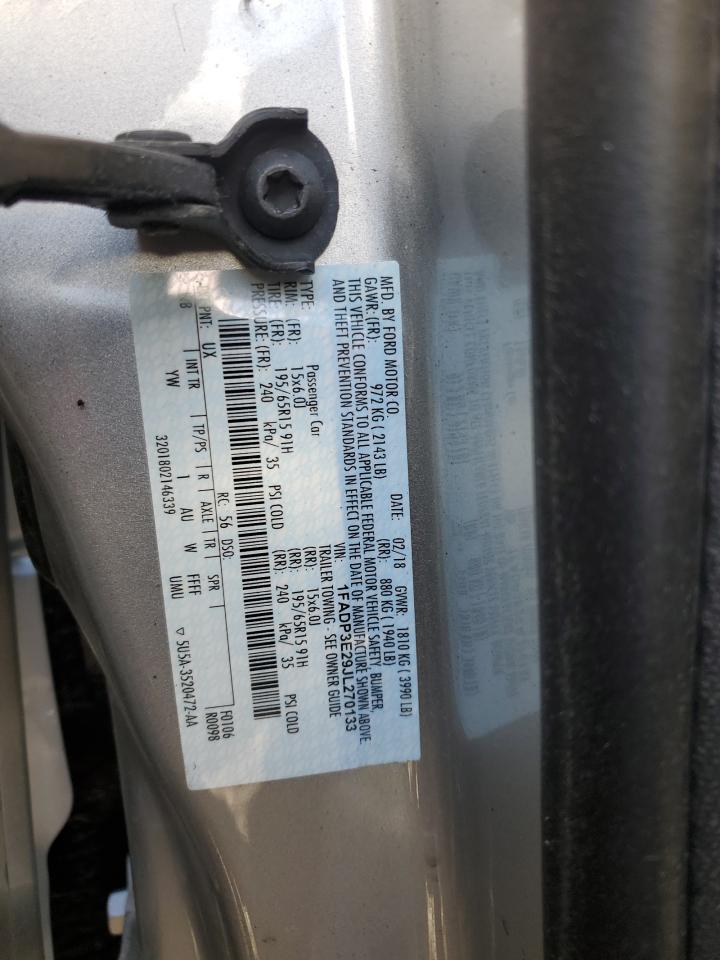 MFD. BY FORD MOTOR CO.
DATE: 02/18 GVWR: 1810 KG ( 3990 LB)
GAWR: (FR): 972 KG ( 2143 LB) (RR): 880 KG ( 1940 LB)
THIS VEHICLE CONFORMS TO ALL APPLICABLE FEDERAL MOTOR VEHICLE SAFETY, BUMPER,
AND THEFT PREVENTION STANDARDS IN EFFECT ON THE DATE OF MANUFACTURE SHOWN ABOVE.
VIN: 1FADP3E29JL270133
TYPE: Passenger Car TRAILER TOWING - SEE OWNER GUIDE
RIM: (FR): 15x6.0J (RR): 15x6.0J
TIRE (FR): 195/65R15 91H (RR): 195/65R15 91H
PRESSURE: (FR): 240 kPa/ 35 PSI COLD (RR): 240 kPa/ 35 PSI COLD
F0106
RC: 56 DSO: R0098
PNT: UX
INT TR TP/PS R AXLE TR SPR
YW AU W FFFF UMU
3201802146339 ▽ 5U5A-3520472-AA